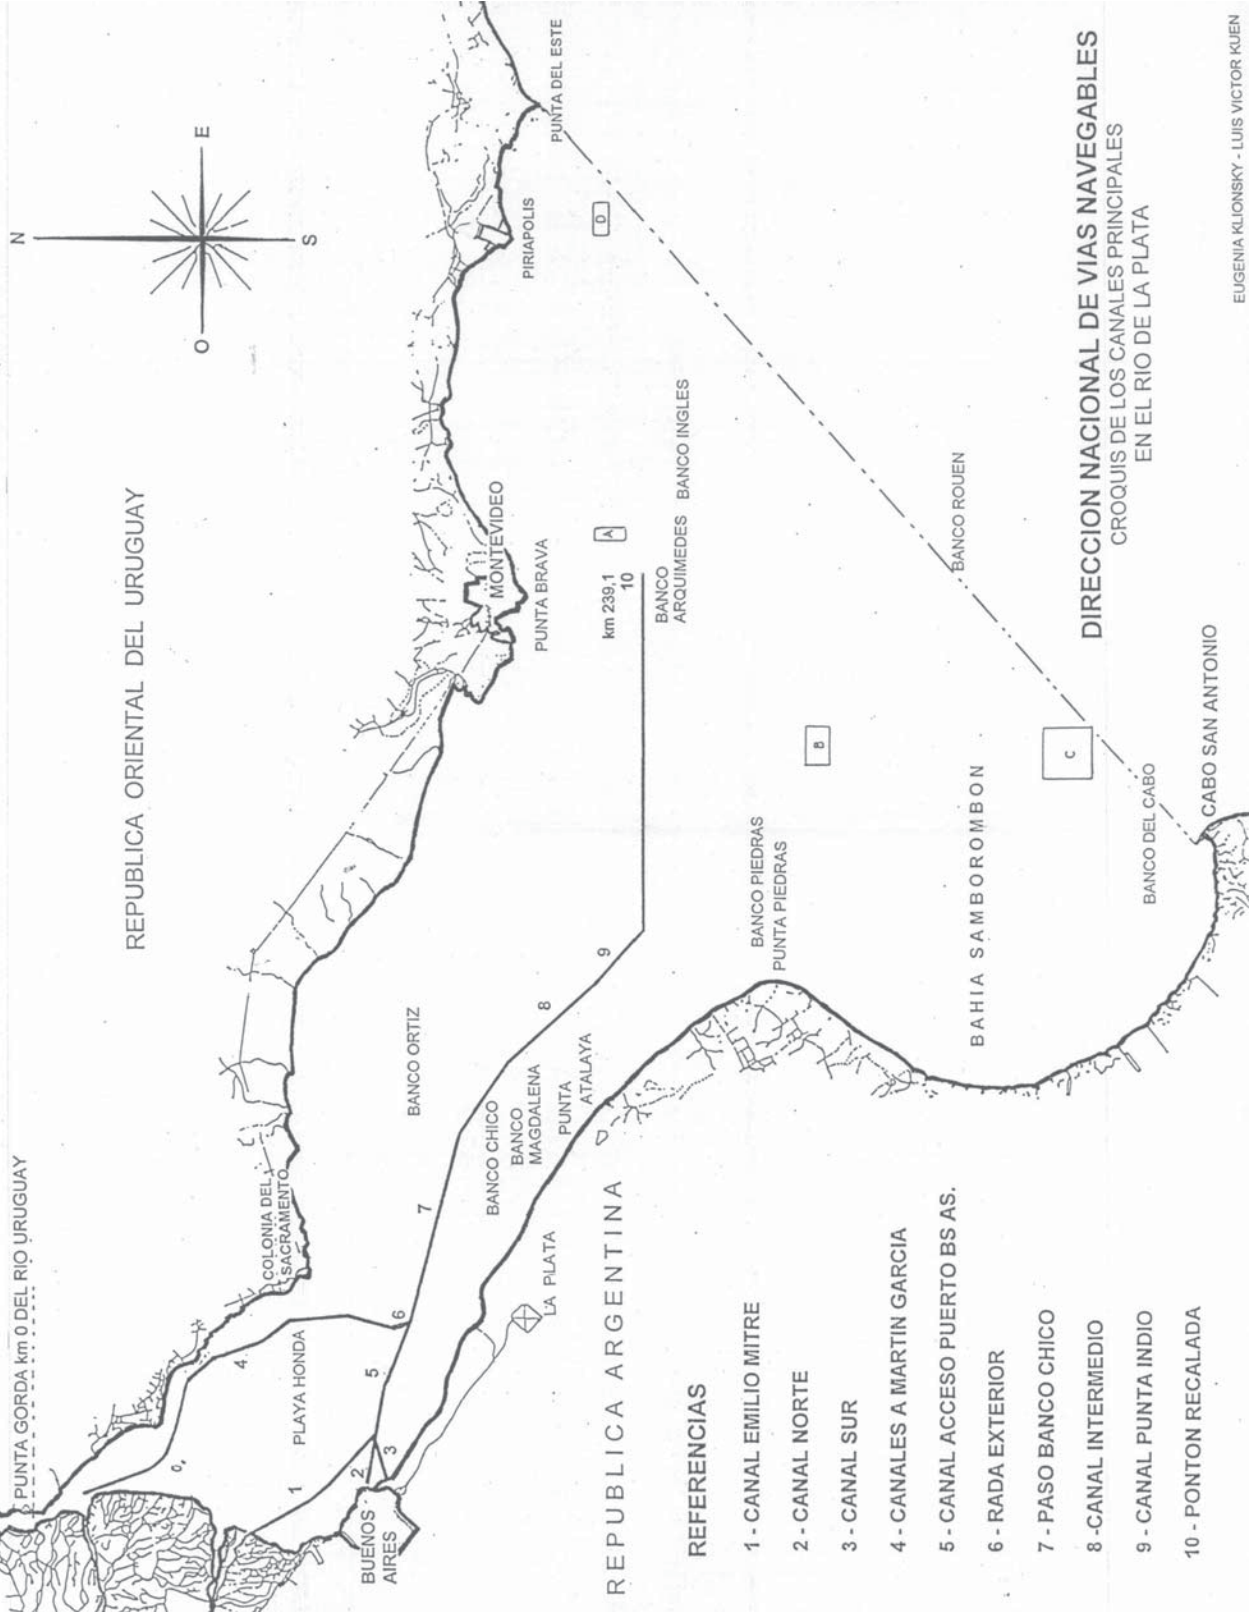 N
O
E
S
PUNTA GORDA km 0 DEL RIO URUGUAY
REPUBLICA ORIENTAL DEL URUGUAY
COLONIA DEL
SACRAMENTO
PLAYA HONDA
BUENOS
AIRES
1
2
3
4
5
6
7
8
9
BANCO ORTIZ
BANCO CHICO
BANCO
MAGDALENA
PUNTA
ATALAYA
LA PLATA
MONTEVIDEO
PUNTA BRAVA
PIRIAPOLIS
PUNTA DEL ESTE
km 239,1
10
A
B
C
D
BANCO
ARQUIMEDES
BANCO INGLES
BANCO PIEDRAS
PUNTA PIEDRAS
BANCO ROUEN
BAHIA SAMBOROMBON
BANCO DEL CABO
CABO SAN ANTONIO
REPUBLICA ARGENTINA
REFERENCIAS
1 - CANAL EMILIO MITRE
2 - CANAL NORTE
3 - CANAL SUR
4 - CANALES A MARTIN GARCIA
5 - CANAL ACCESO PUERTO BS AS.
6 - RADA EXTERIOR
7 - PASO BANCO CHICO
8 -CANAL INTERMEDIO
9 - CANAL PUNTA INDIO
10 - PONTON RECALADA
DIRECCION NACIONAL DE VIAS NAVEGABLES
CROQUIS DE LOS CANALES PRINCIPALES
EN EL RIO DE LA PLATA
EUGENIA KLIONSKY - LUIS VICTOR KUEN